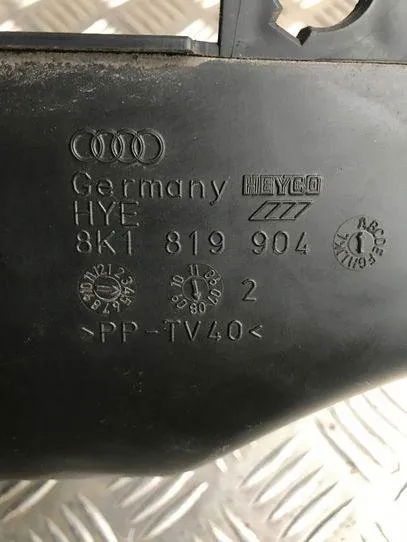 Germany HEYCO
HYE
8K1 819 904
2
>PP-TV40<